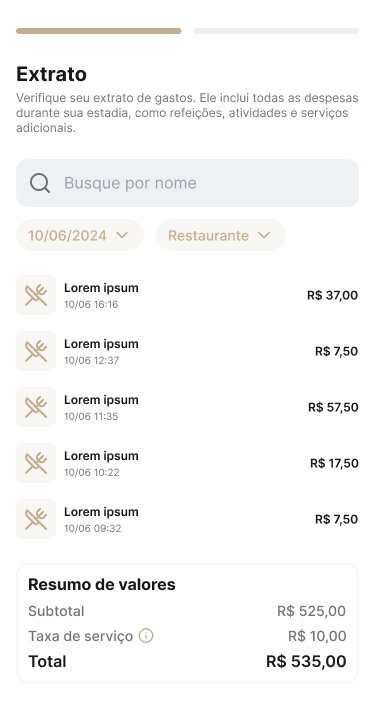 Extrato
Verifique seu extrato de gastos. Ele inclui todas as despesas
durante sua estadia, como refeições, atividades e serviços
adicionais.
Busque por nome
10/06/2024 Restaurante
Lorem ipsum
10/06 16:16
R$ 37,00
Lorem ipsum
10/06 12:37
R$ 7,50
Lorem ipsum
10/06 11:35
R$ 57,50
Lorem ipsum
10/06 10:22
R$ 17,50
Lorem ipsum
10/06 09:32
R$ 7,50
Resumo de valores
Subtotal R$ 525,00
Taxa de serviço R$ 10,00
Total R$ 535,00